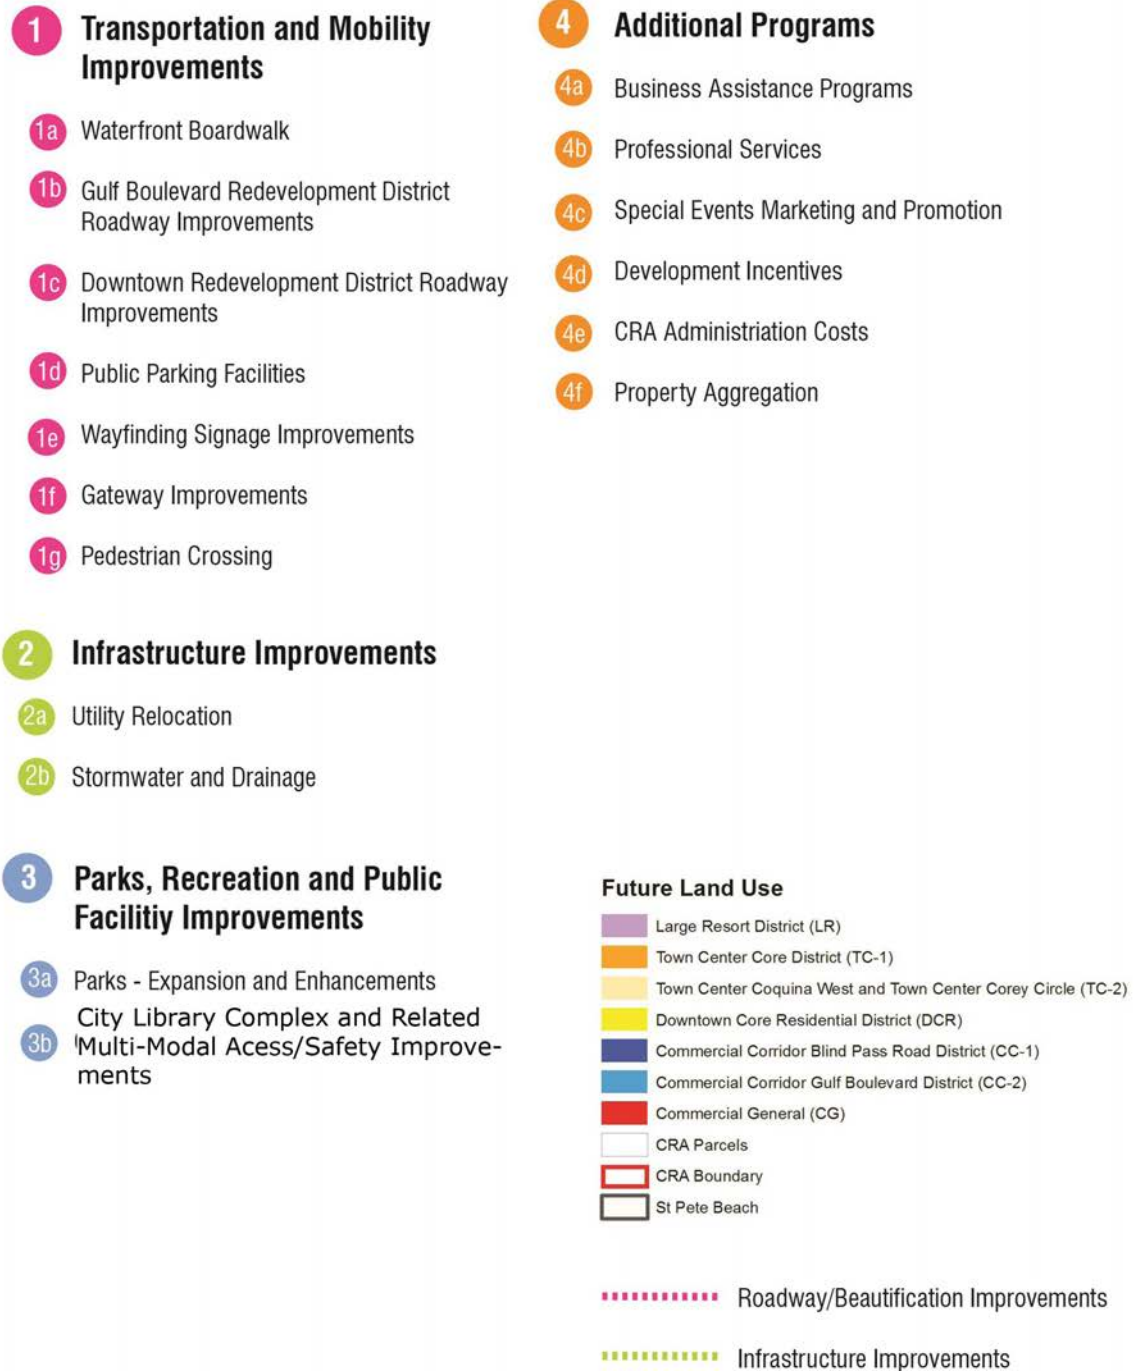 1 Transportation and Mobility
Improvements
1a Waterfront Boardwalk
1b Gulf Boulevard Redevelopment District
Roadway Improvements
1c Downtown Redevelopment District Roadway
Improvements
1d Public Parking Facilities
1e Wayfinding Signage Improvements
1f Gateway Improvements
1g Pedestrian Crossing
2 Infrastructure Improvements
2a Utility Relocation
2b Stormwater and Drainage
3 Parks, Recreation and Public
Facilitiy Improvements
3a Parks - Expansion and Enhancements
City Library Complex and Related
3b Multi-Modal Acess/Safety Improve-
ments
4 Additional Programs
4a Business Assistance Programs
4b Professional Services
4c Special Events Marketing and Promotion
4d Development Incentives
4e CRA Administriation Costs
4f Property Aggregation
Future Land Use
Large Resort District (LR)
Town Center Core District (TC-1)
Town Center Coquina West and Town Center Corey Circle (TC-2)
Downtown Core Residential District (DCR)
Commercial Corridor Blind Pass Road District (CC-1)
Commercial Corridor Gulf Boulevard District (CC-2)
Commercial General (CG)
CRA Parcels
CRA Boundary
St Pete Beach
Roadway/Beautification Improvements
Infrastructure Improvements